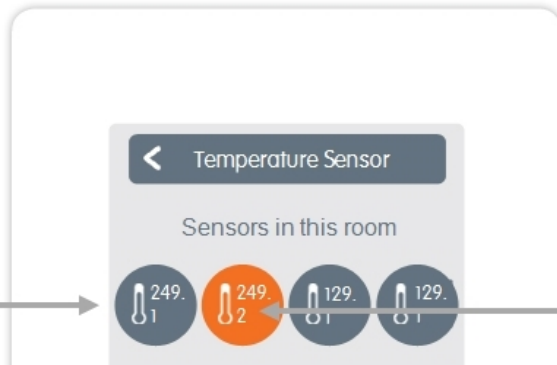 Temperature Sensor
Sensors in this room
249. 249. 129. 129.
1 2 1 1